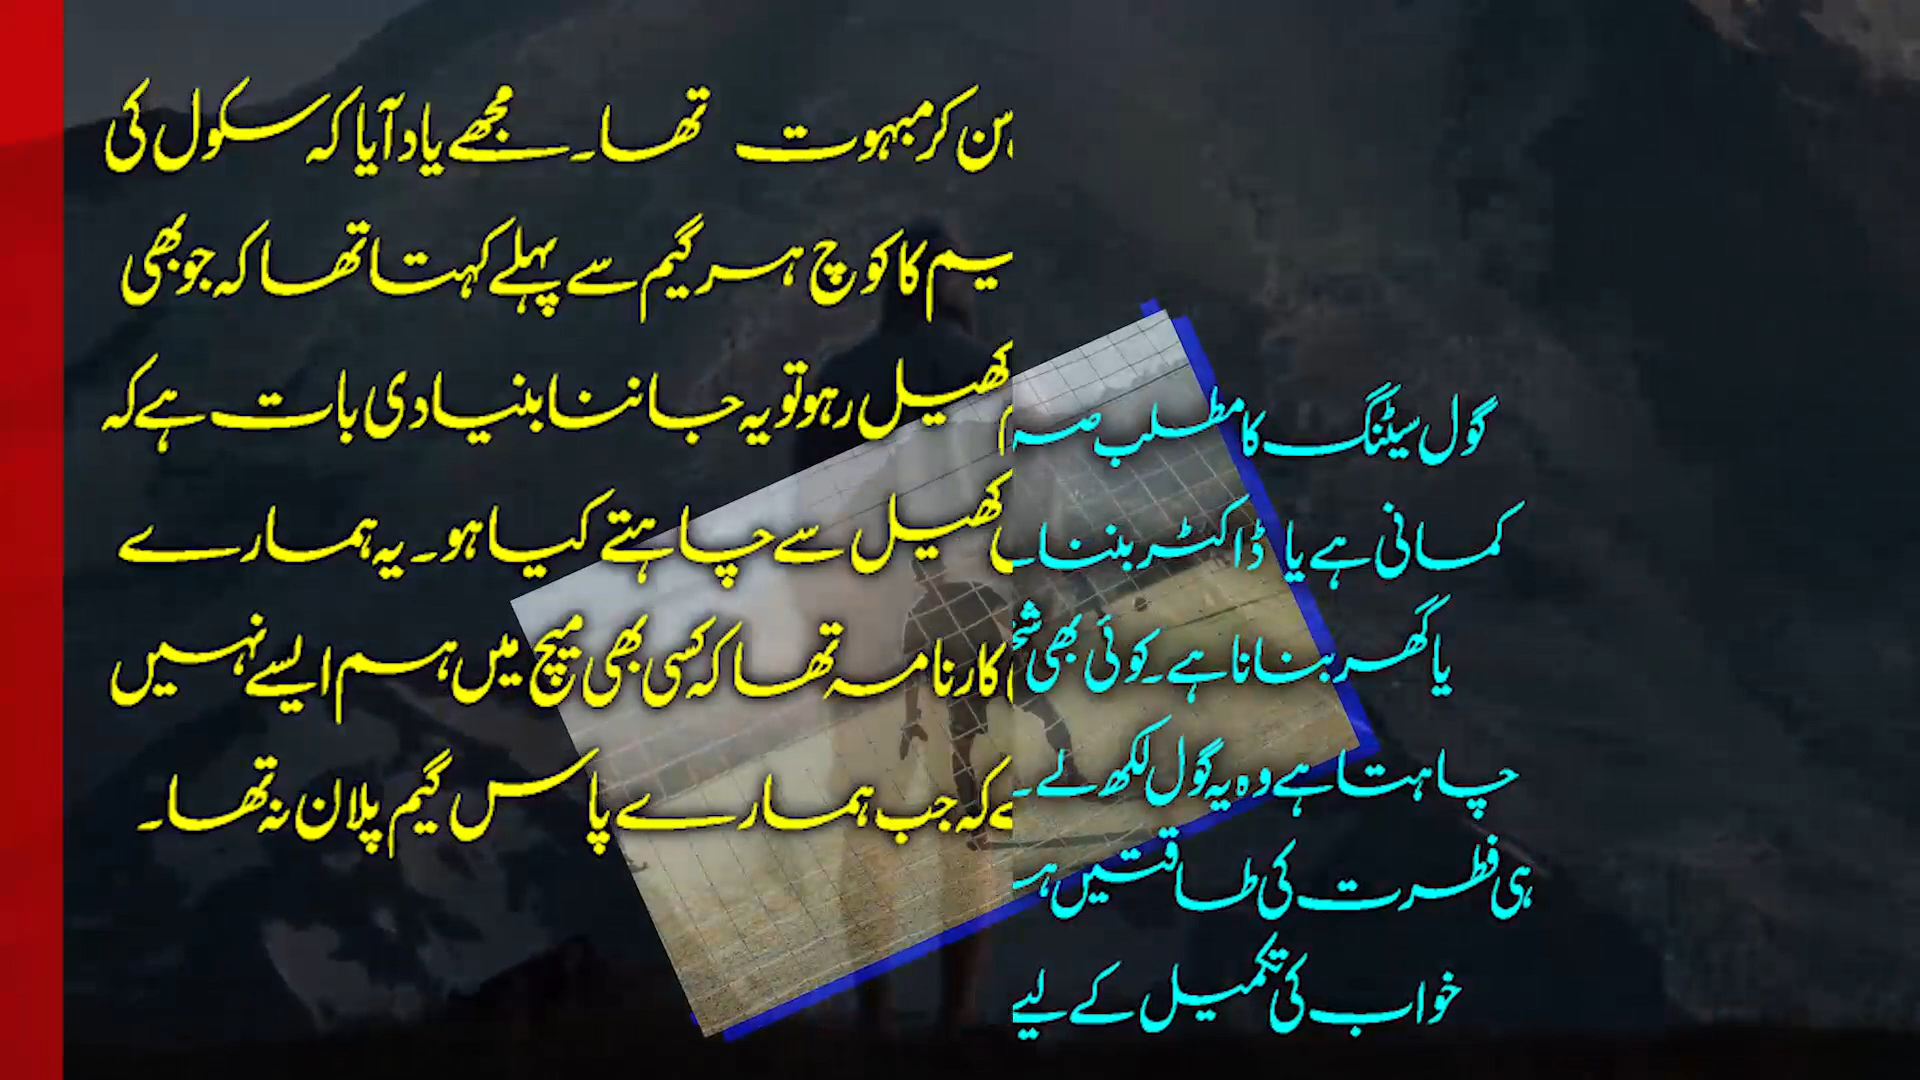 کر مبہوت تھا۔ مجھے یاد آیا کہ سکول کی
کا کوچ ہر گیم سے پہلے کہتا تھا کہ جو بھی
کھیل رہو تو یہ جاننا بنیادی بات ہے کہ
کھیل سے چاہتے کیا ہو۔ یہ ہمارے
کارنامہ تھا کہ کسی بھی میچ میں ہم ایسے نہیں
کہ جب ہمارے پاس گیم پلان نہ تھا۔
گول سیٹنگ کا مطلب
کمانی ہے یا ڈاکٹر بننا
یا گھر بنانا ہے۔ کوئی بھی
چاہتا ہے وہ یہ گول لکھ لے۔
ہی فطرت کی طاقتیں
خواب کی تکمیل کے لیے